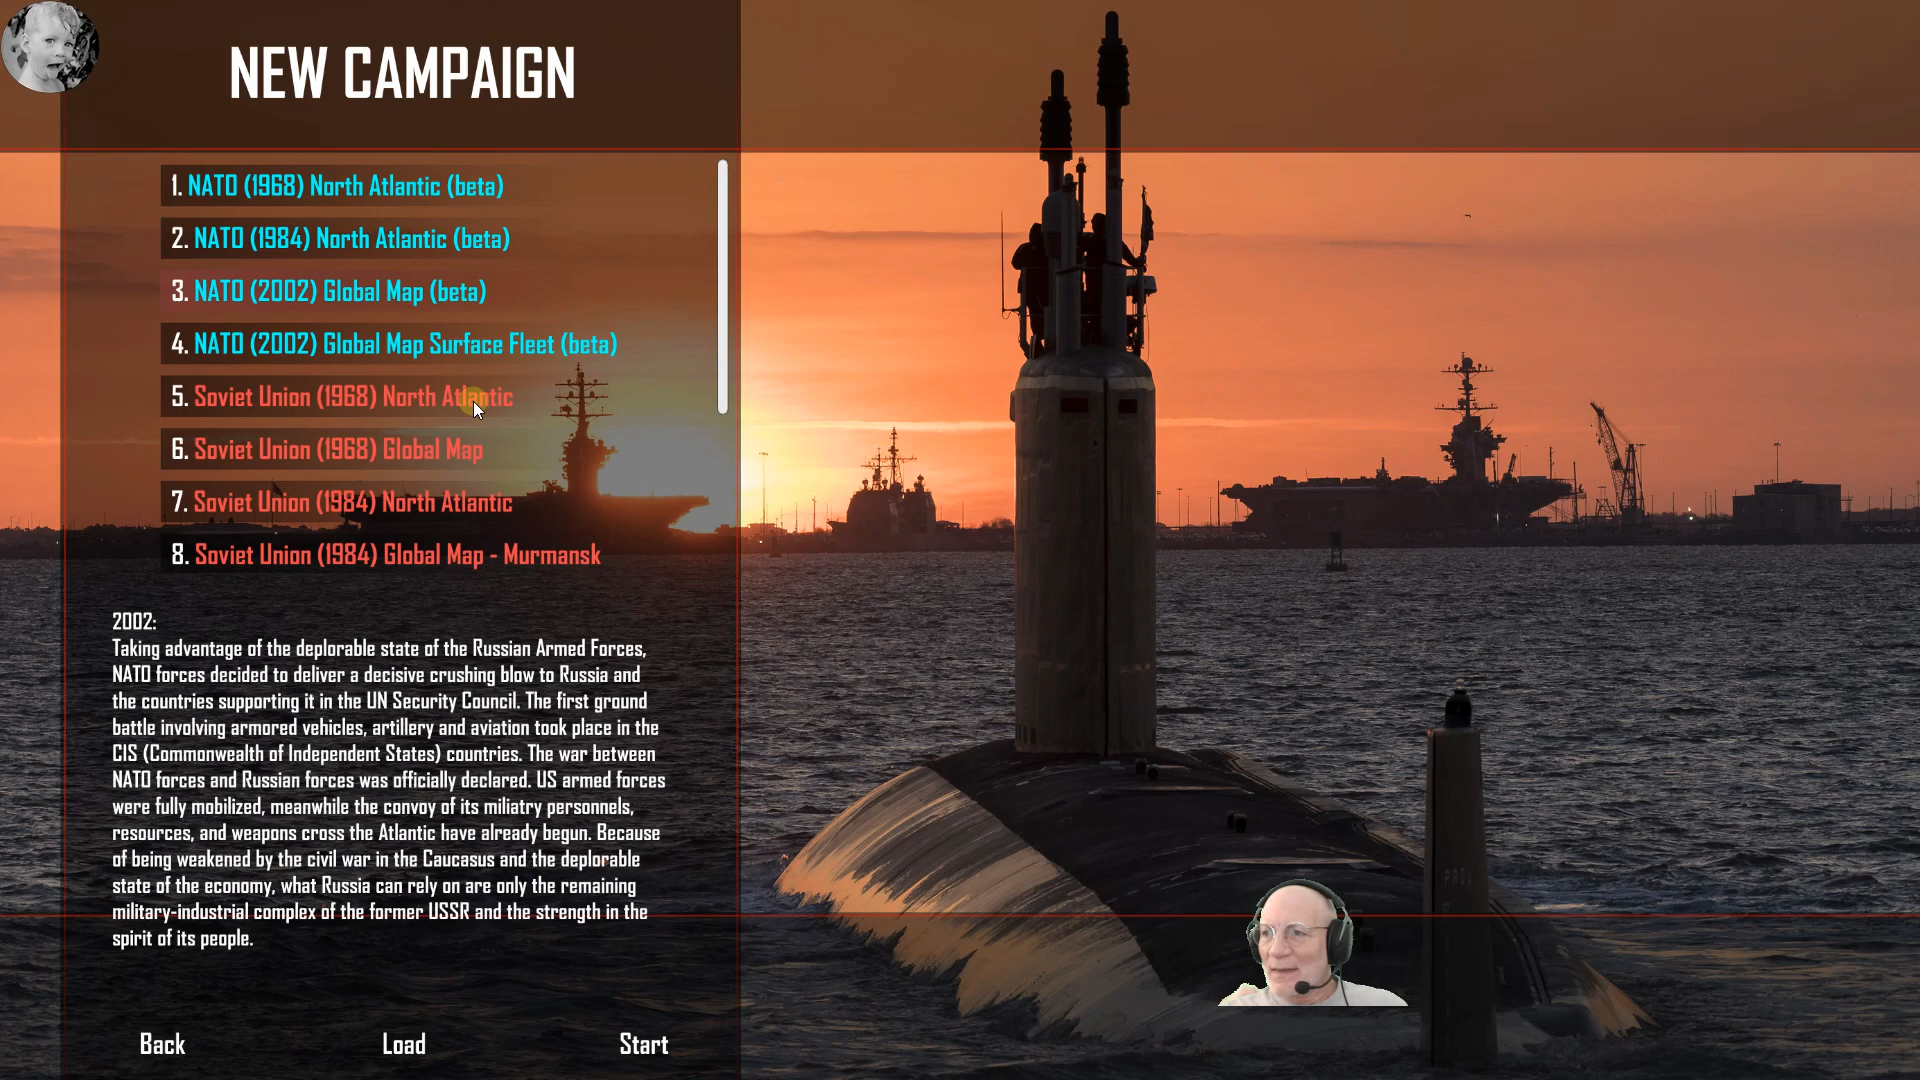 NEW CAMPAIGN
1. NATO (1968) North Atlantic (beta)
2. NATO (1984) North Atlantic (beta)
3. NATO (2002) Global Map (beta)
4. NATO (2002) Global Map Surface Fleet (beta)
5. Soviet Union (1968) North Atlantic
6. Soviet Union (1968) Global Map
7. Soviet Union (1984) North Atlantic
8. Soviet Union (1984) Global Map - Murmansk
2002:
Taking advantage of the deplorable state of the Russian Armed Forces,
NATO forces decided to deliver a decisive crushing blow to Russia and
the countries supporting it in the UN Security Council. The first ground
battle involving armored vehicles, artillery and aviation took place in the
CIS (Commonwealth of Independent States) countries. The war between
NATO forces and Russian forces was officially declared. US armed forces
were fully mobilized, meanwhile the convoy of its miliatry personnels,
resources, and weapons cross the Atlantic have already begun. Because
of being weakened by the civil war in the Caucasus and the deplorable
state of the economy, what Russia can rely on are only the remaining
military-industrial complex of the former USSR and the strength in the
spirit of its people.
Back Load Start